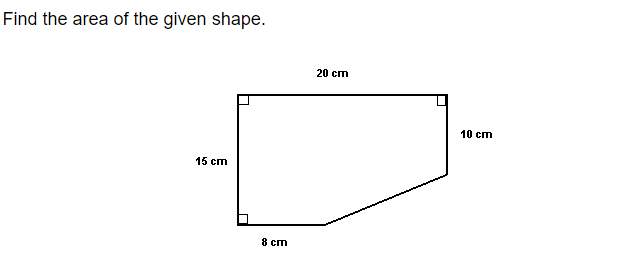 Find the area of the given shape.
20 cm
10 cm
15 cm
8 cm